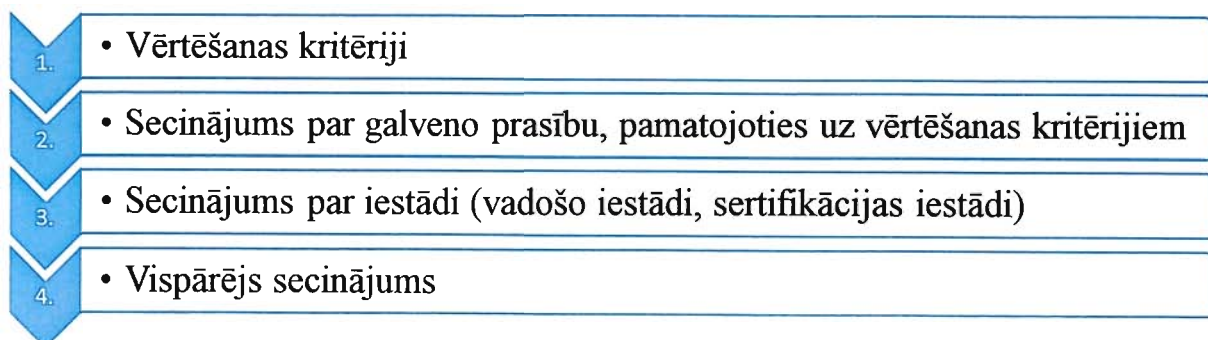 1. • Vērtēšanas kritēriji
2. • Secinājums par galveno prasību, pamatojoties uz vērtēšanas kritērijiem
3. • Secinājums par iestādi (vadošo iestādi, sertifikācijas iestādi)
4. • Vispārējs secinājums